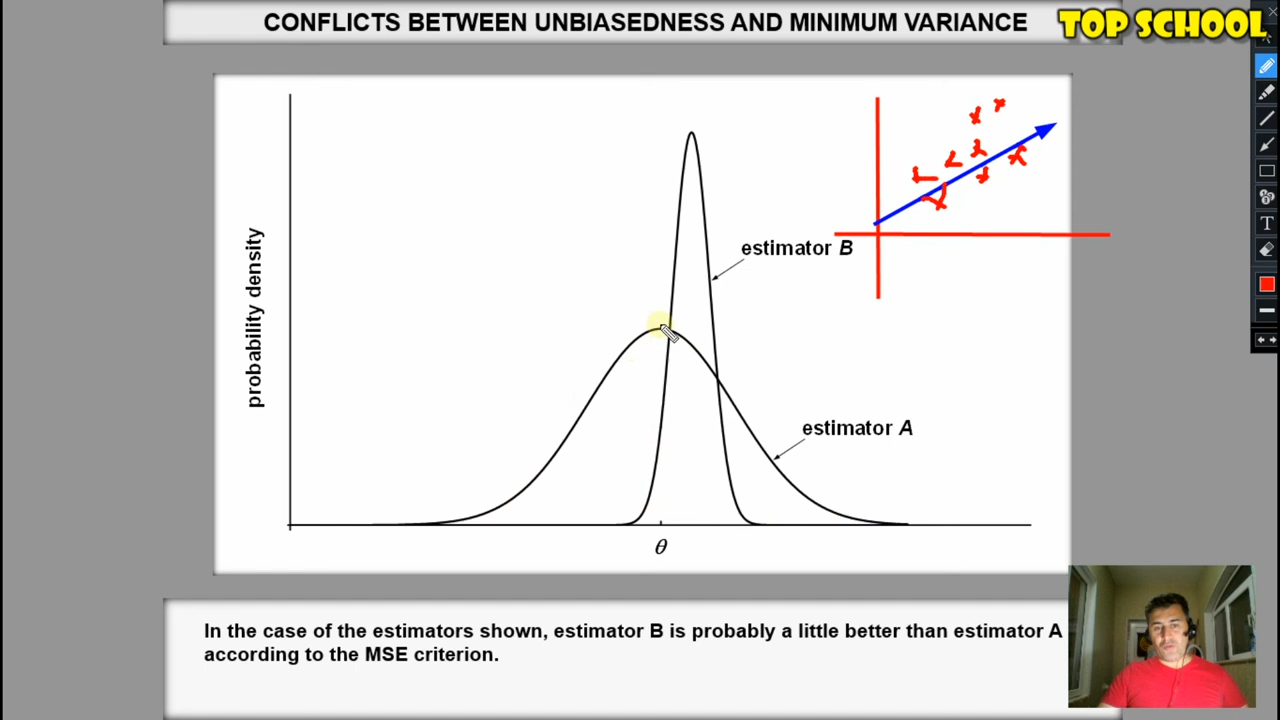 CONFLICTS BETWEEN UNBIASEDNESS AND MINIMUM VARIANCE
TOP SCHOOL
probability density
estimator B
estimator A
θ
In the case of the estimators shown, estimator B is probably a little better than estimator A
according to the MSE criterion.
T